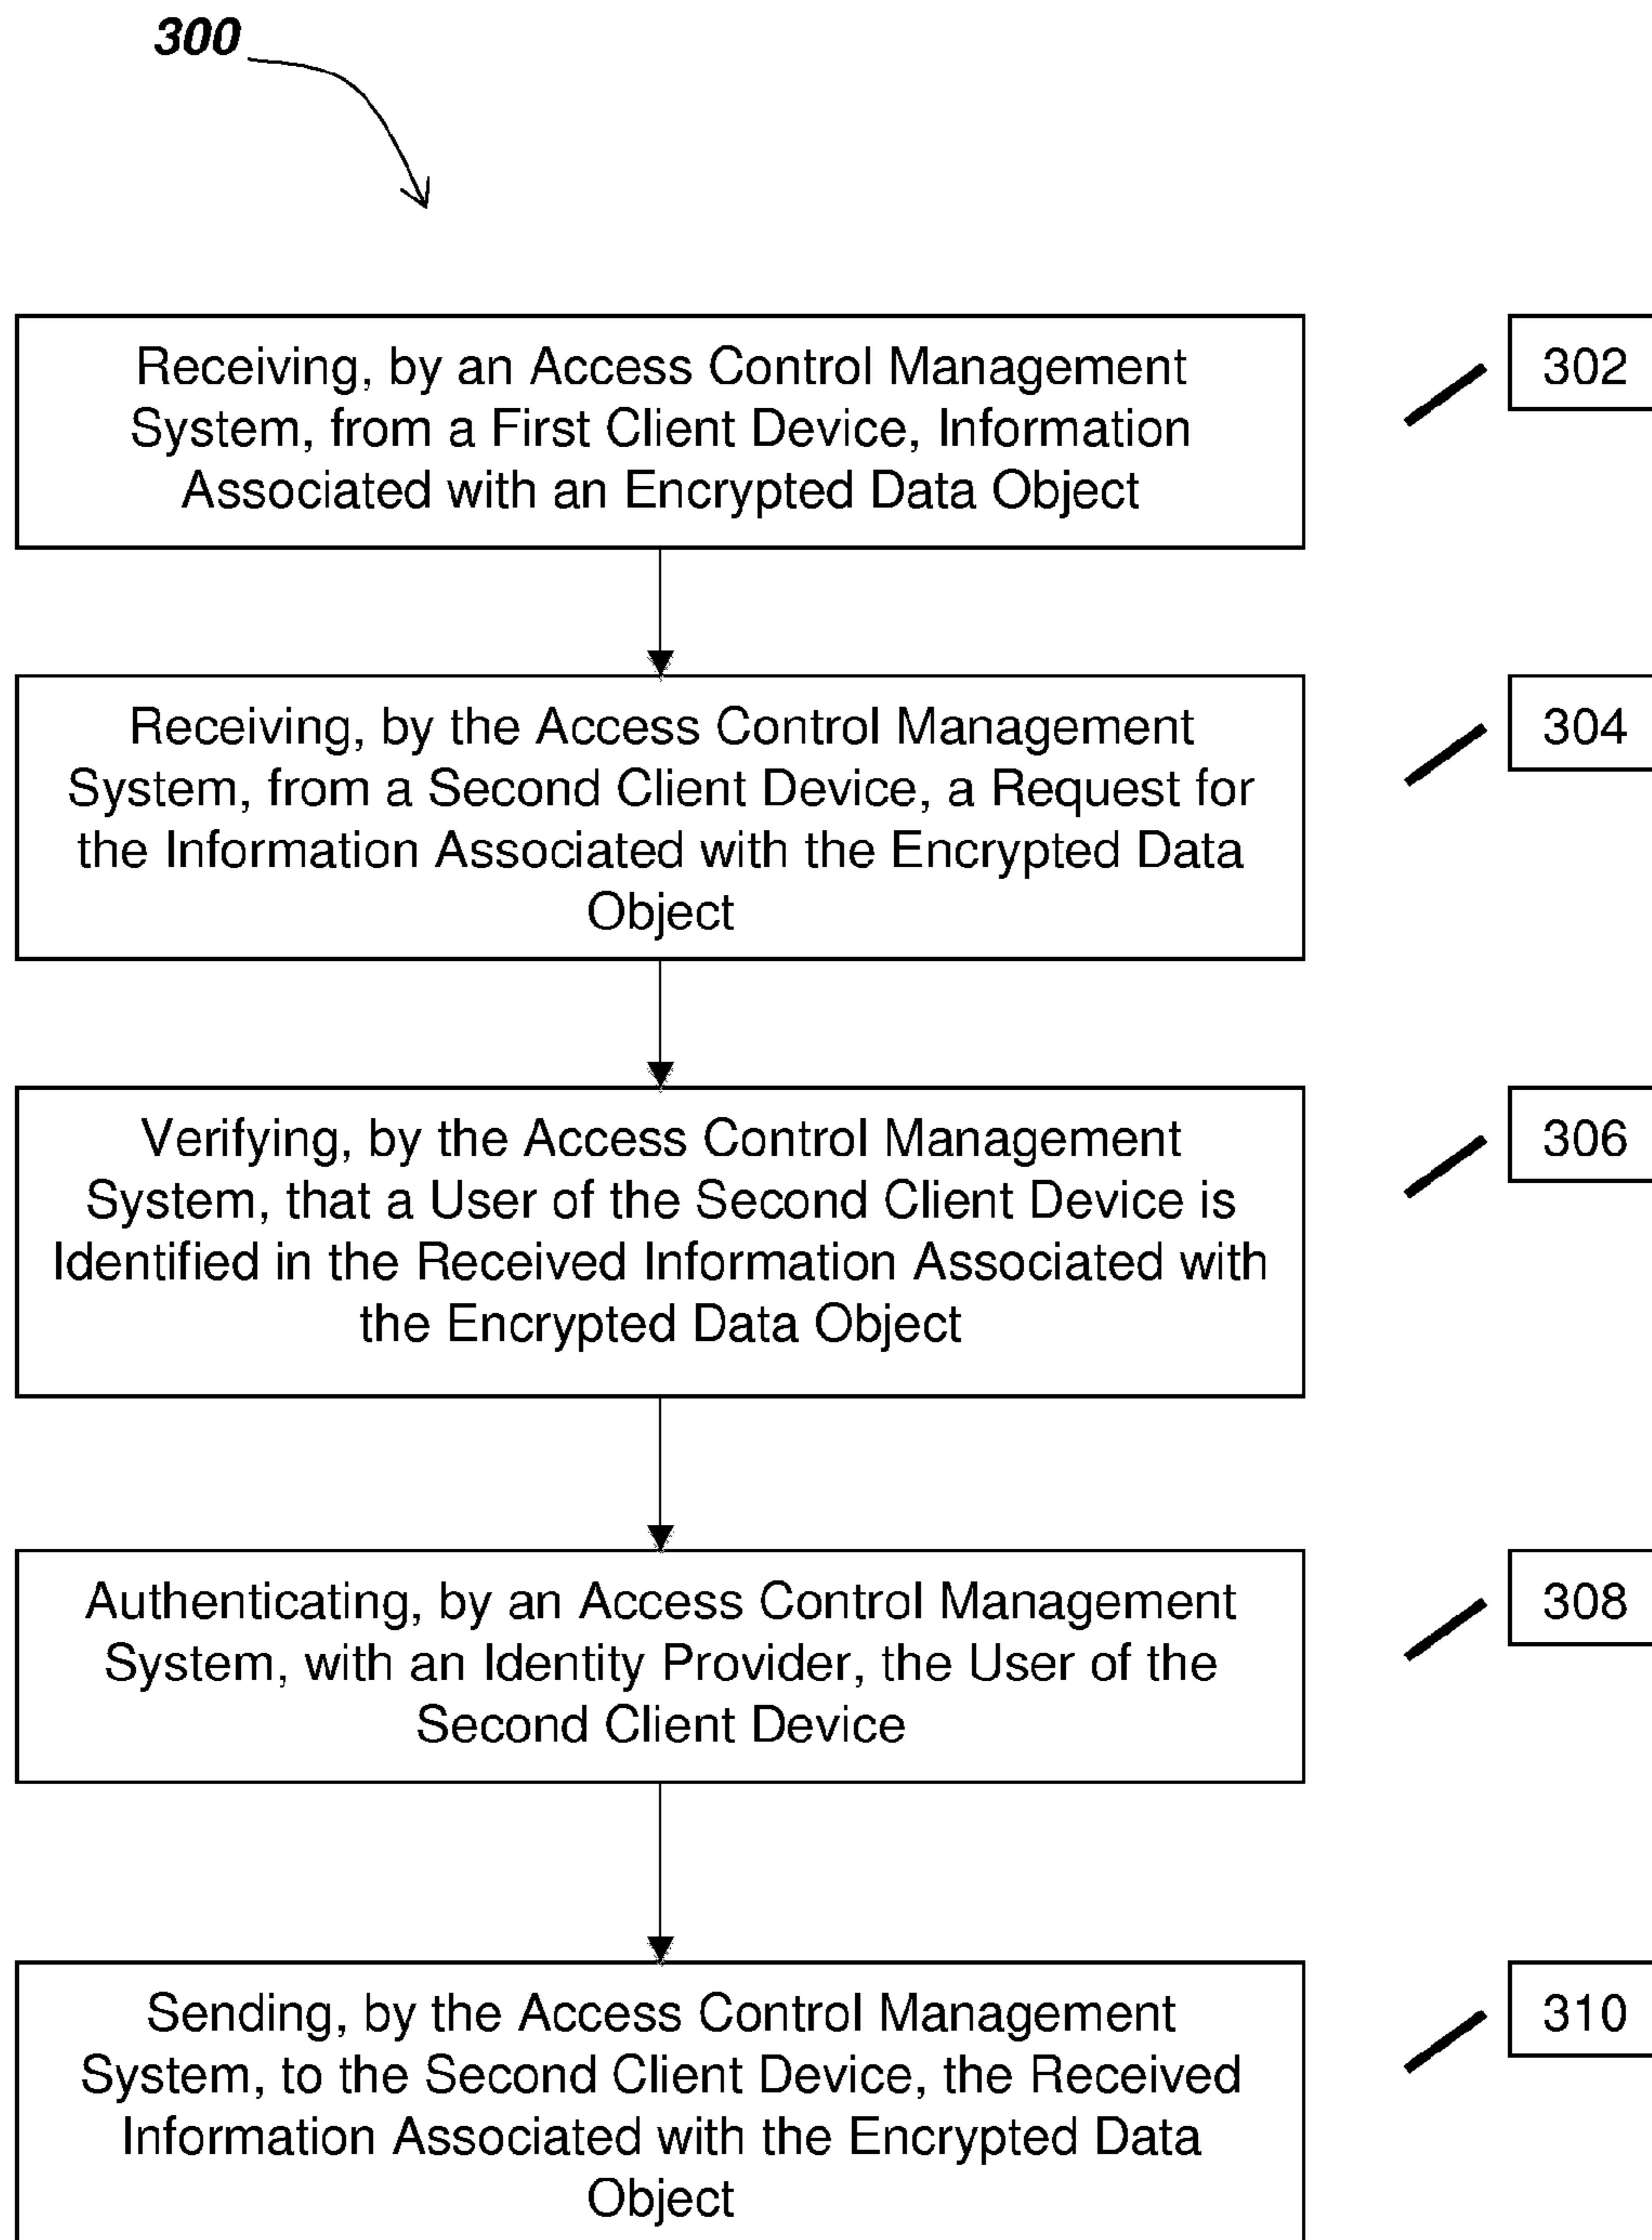 300
Receiving, by an Access Control Management
System, from a First Client Device, Information
Associated with an Encrypted Data Object
302
Receiving, by the Access Control Management
System, from a Second Client Device, a Request for
the Information Associated with the Encrypted Data
Object
304
Verifying, by the Access Control Management
System, that a User of the Second Client Device is
Identified in the Received Information Associated with
the Encrypted Data Object
306
Authenticating, by an Access Control Management
System, with an Identity Provider, the User of the
Second Client Device
308
Sending, by the Access Control Management
System, to the Second Client Device, the Received
Information Associated with the Encrypted Data
Object
310